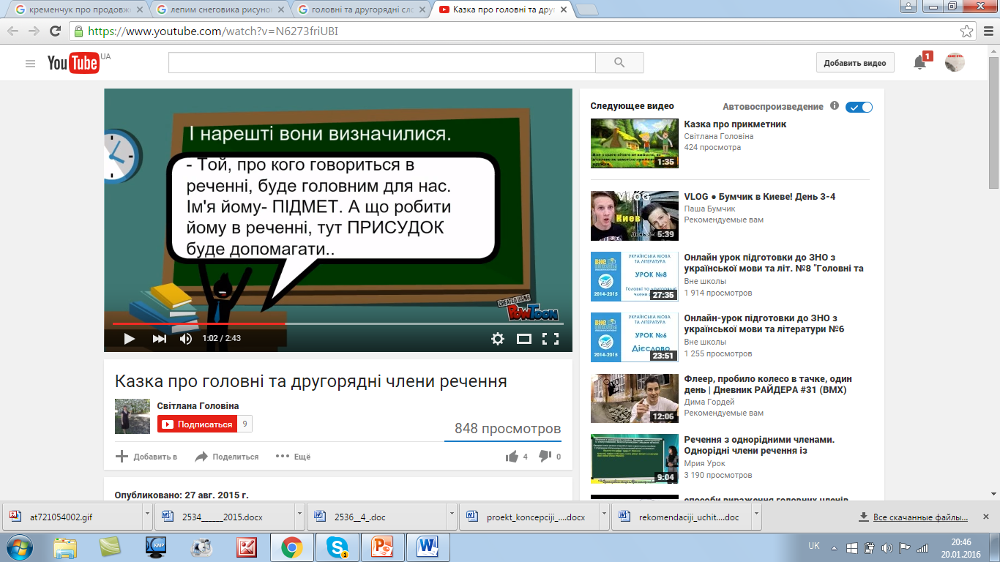 кременчук про продовж
лепим снеговика рисунок
головні та другорядні сло
Казка про головні та друг
https://www.youtube.com/watch?v=N6273friUBI
YouTube UA
Добавить видео
1
І нарешті вони визначилися.
- Той, про кого говориться в
реченні, буде головним для нас.
Ім'я йому- ПІДМЕТ. А що робити
йому в реченні, тут ПРИСУДОК
буде допомагати..
CREATED USING
PowToon
1:02 / 2:43
Казка про головні та другорядні члени речення
Світлана Головіна
Подписаться 9
848 просмотров
Добавить в Поделиться Ещё 4 0
Опубликовано: 27 авг. 2015 г.
Следующее видео Автовоспроизведение
Казка про прикметник
Світлана Головіна
424 просмотра
1:35
VLOG ● Бумчик в Киеве! День 3-4
Паша Бумчик
Рекомендуемые вам
VLOG
Киев
5:39
Онлайн урок підготовки до ЗНО з
української мови та літ. №8 "Головні та
Вне школы
1 914 просмотров
УКРАЇНСЬКА МОВА
ТА ЛІТЕРАТУРА
УРОК №8
2014-2015
27:35
Онлайн-урок підготовки до ЗНО з
української мови та літератури №6
Вне школы
1 255 просмотров
УКРАЇНСЬКА МОВА
ТА ЛІТЕРАТУРА
УРОК №6
Дієслово
2014-2015
23:51
Флеер, пробило колесо в тачке, один
день | Дневник РАЙДЕРА #31 (BMX)
Дима Гордей
Рекомендуемые вам
12:06
Речення з однорідними членами.
Однорідні члени речення із
Мрия Урок
3 190 просмотров
9:04
способи вираження головних членів
at721054002.gif
2534______2015.docx
2536__4_.doc
proekt_koncepciji_....docx
rekomendaciji_uchit....doc
Все скачанные файлы...
UK
20:46
20.01.2016